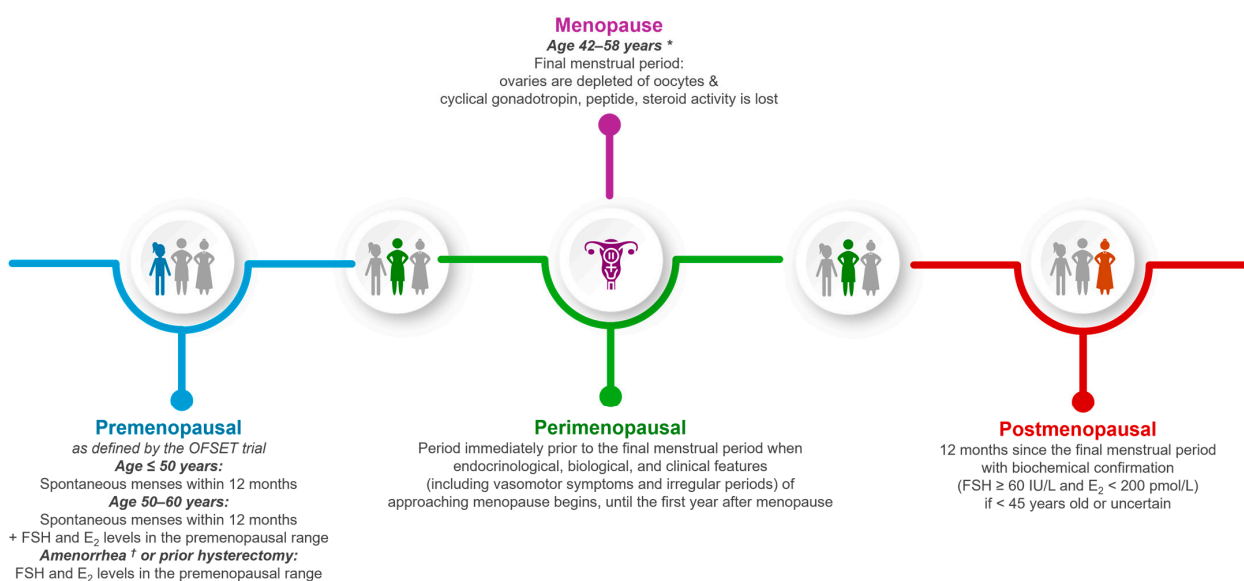 Menopause
Age 42–58 years *
Final menstrual period:
ovaries are depleted of oocytes &
cyclical gonadotropin, peptide, steroid activity is lost
Premenopausal
as defined by the OFSET trial
Age ≤ 50 years:
Spontaneous menses within 12 months
Age 50–60 years:
Spontaneous menses within 12 months
+ FSH and E₂ levels in the premenopausal range
Amenorrhea † or prior hysterectomy:
FSH and E₂ levels in the premenopausal range
Perimenopausal
Period immediately prior to the final menstrual period when
endocrinological, biological, and clinical features
(including vasomotor symptoms and irregular periods) of
approaching menopause begins, until the first year after menopause
Postmenopausal
12 months since the final menstrual period
with biochemical confirmation
(FSH ≥ 60 IU/L and E₂ < 200 pmol/L)
if < 45 years old or uncertain